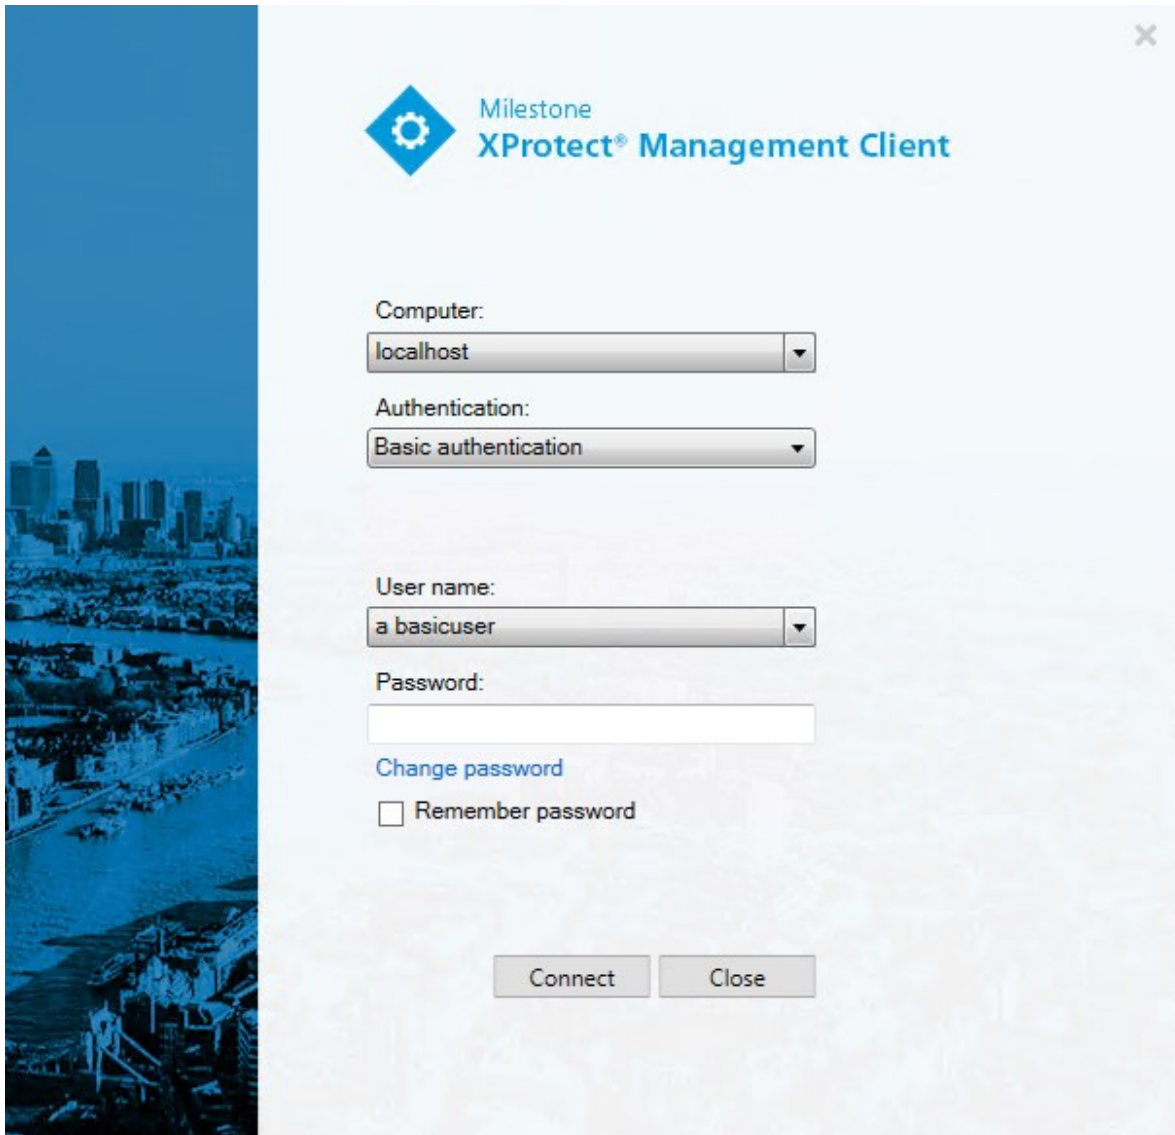 Milestone
XProtect® Management Client
Computer:
localhost
Authentication:
Basic authentication
User name:
a basicuser
Password:
Change password
Remember password
Connect Close